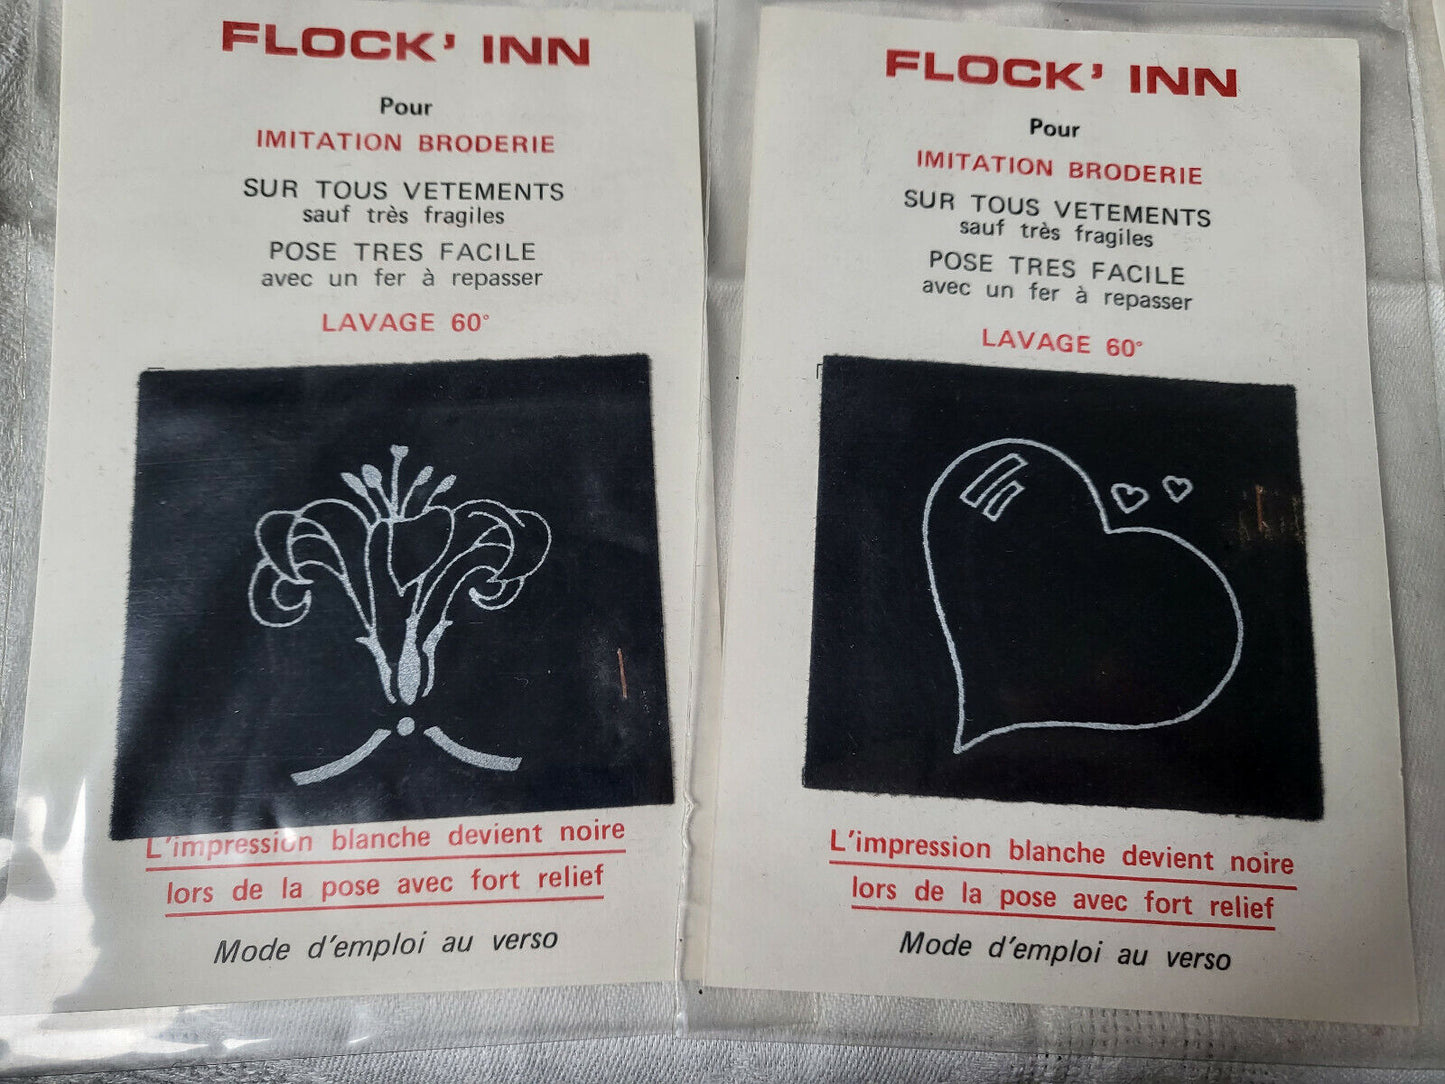 FLOCK' INN
Pour
IMITATION BRODERIE
SUR TOUS VETEMENTS
sauf très fragiles
POSE TRES FACILE
avec un fer à repasser
LAVAGE 60°
L'impression blanche devient noire
lors de la pose avec fort relief
Mode d'emploi au verso
FLOCK' INN
Pour
IMITATION BRODERIE
SUR TOUS VETEMENTS
sauf très fragiles
POSE TRES FACILE
avec un fer à repasser
LAVAGE 60°
L'impression blanche devient noire
lors de la pose avec fort relief
Mode d'emploi au verso